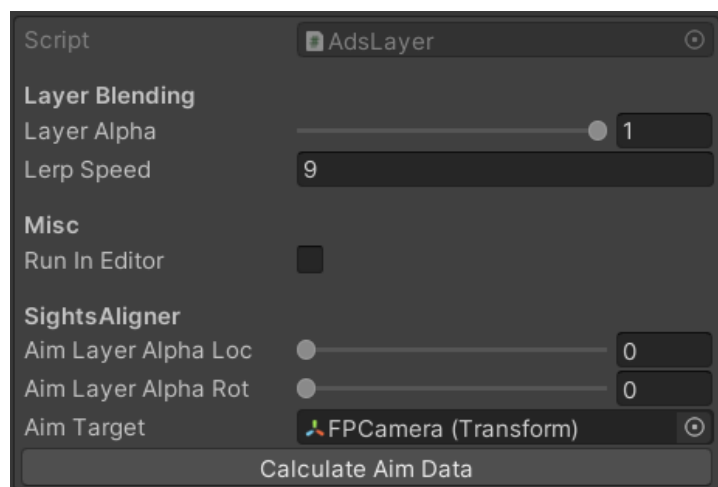 Script AdsLayer
Layer Blending
Layer Alpha 1
Lerp Speed 9
Misc
Run In Editor
SightsAligner
Aim Layer Alpha Loc 0
Aim Layer Alpha Rot 0
Aim Target FPCamera (Transform)
Calculate Aim Data